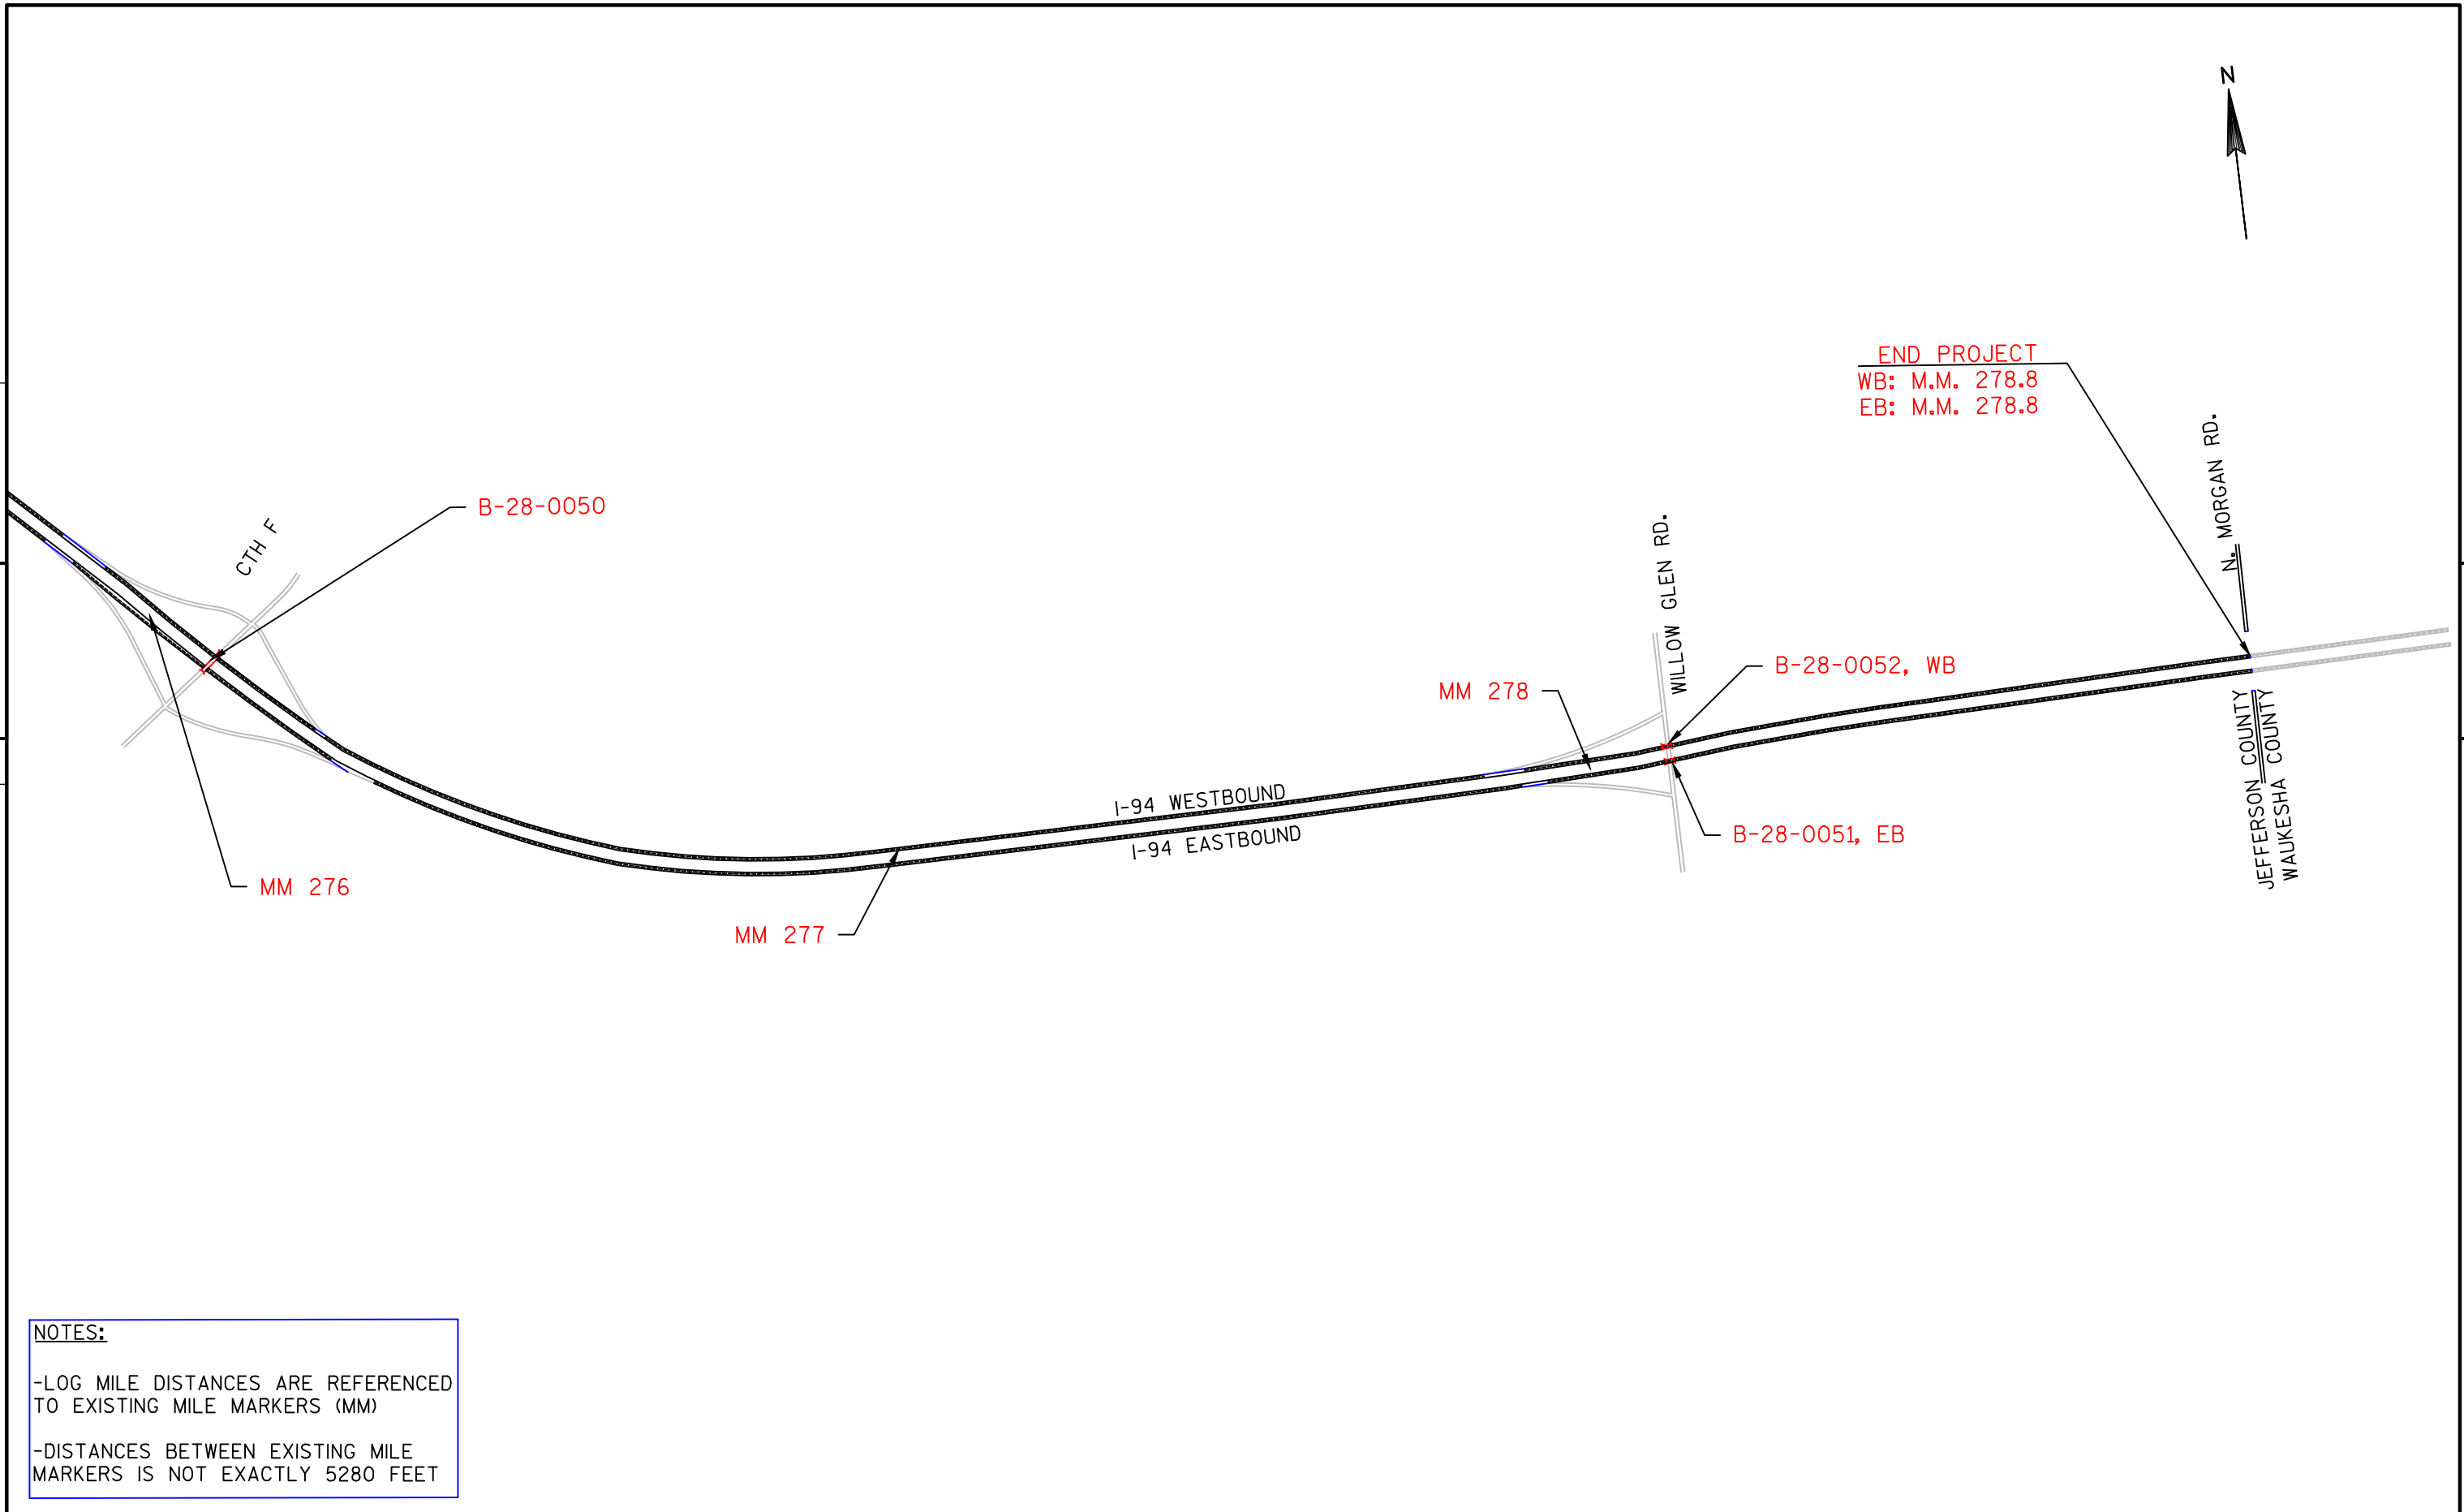 N
END PROJECT
WB: M.M. 278.8
EB: M.M. 278.8
N. MORGAN RD.
B-28-0050
CTH F
WILLOW GLEN RD.
B-28-0052, WB
MM 278
I-94 WESTBOUND
I-94 EASTBOUND
B-28-0051, EB
JEFFERSON COUNTY
WAUKESHA COUNTY
MM 276
MM 277
NOTES:
-LOG MILE DISTANCES ARE REFERENCED
TO EXISTING MILE MARKERS (MM)
-DISTANCES BETWEEN EXISTING MILE
MARKERS IS NOT EXACTLY 5280 FEET